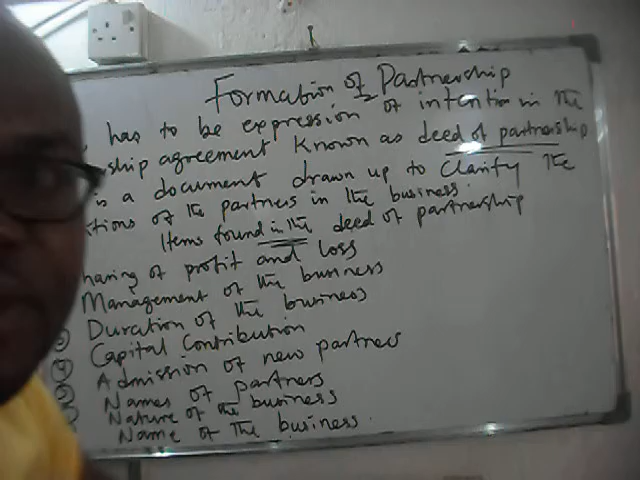 Formation of Partnership
has to be expression of intention in the
ship agreement known as deed of partnership
is a document drawn up to clarify the
tions of the partners in the business.
Items found in the deed of partnership
haring of profit and loss
Management of the business
Duration of the business
Capital Contribution
④ Admission of new partners
Names of partners
Nature of the business
Name of the business.